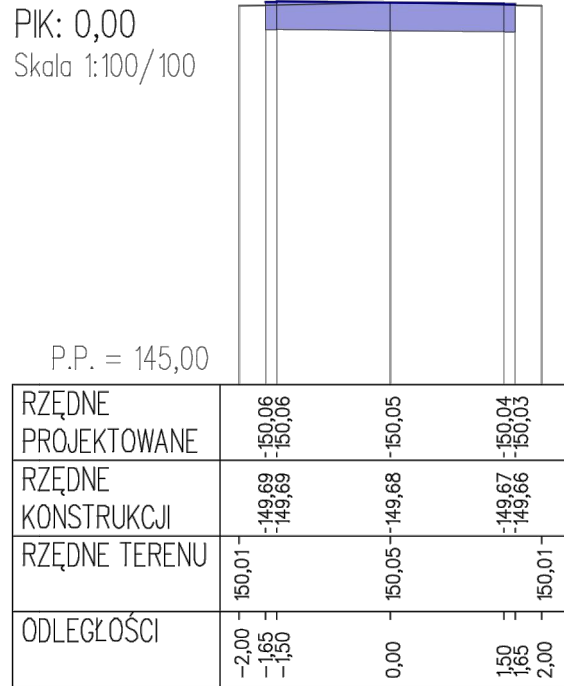 PIK: 0,00
Skala 1:100/100
P.P. = 145,00
RZĘDNE
PROJEKTOWANE
150,06
150,06
150,05
150,04
150,03
RZĘDNE
KONSTRUKCJI
149,69
149,69
149,68
149,67
149,66
RZĘDNE TERENU
150,01
150,05
150,01
ODLEGŁOŚCI
-2,00
-1,65
-1,50
0,00
1,50
1,65
2,00